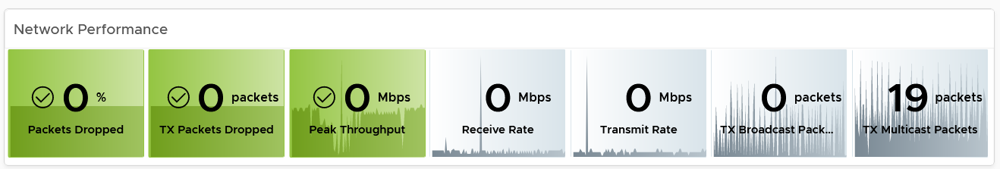 Network Performance
0 %
Packets Dropped
0 packets
TX Packets Dropped
0 Mbps
Peak Throughput
0 Mbps
Receive Rate
0 Mbps
Transmit Rate
0 packets
TX Broadcast Pack...
19 packets
TX Multicast Packets